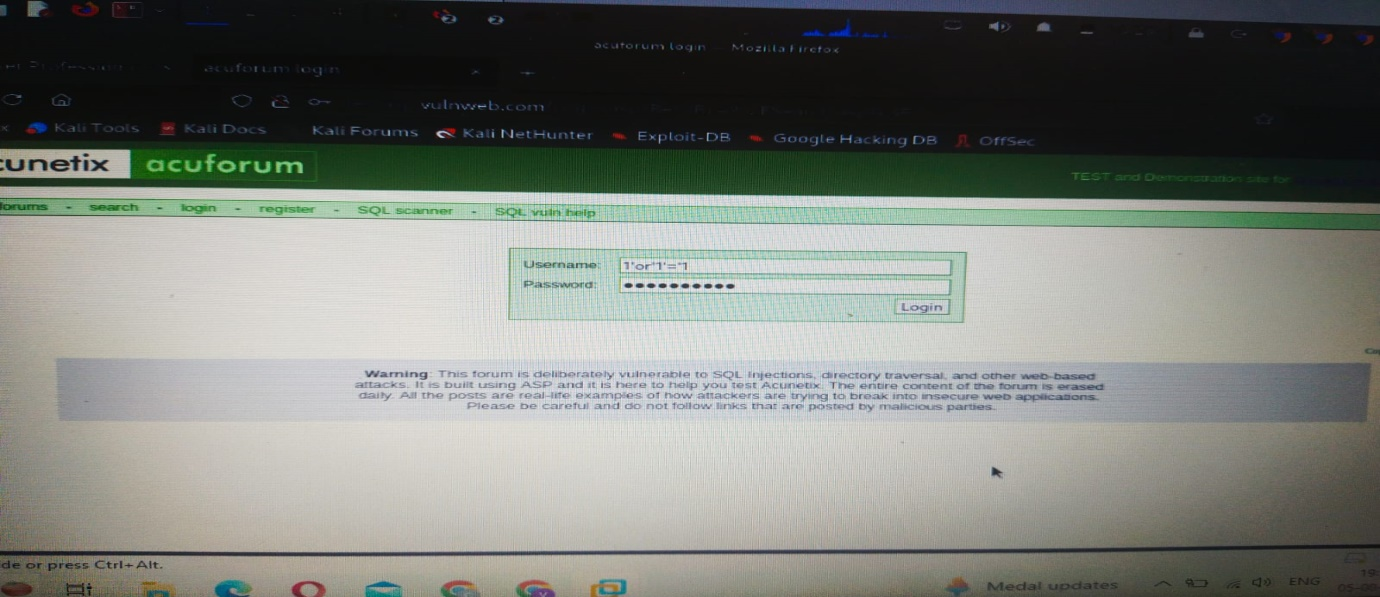 acuforum login Mozilla Firefox
acuforum login × +
vulnweb.com
Kali Tools Kali Docs Kali Forums Kali NetHunter Exploit-DB Google Hacking DB OffSec
cunetix acuforum
TEST and Demonstration site for
forums - search - login - register - SQL scanner - SQL vuln help
Username: 1'or'1'='1
Password: ●●●●●●●●●●
Login
Warning: This forum is deliberately vulnerable to SQL Injections, directory traversal, and other web-based
attacks. It is built using ASP and it is here to help you test Acunetix. The entire content of the forum is erased
daily. All the posts are real-life examples of how attackers are trying to break into insecure web applications.
Please be careful and do not follow links that are posted by malicious parties.
de or press Ctrl+Alt.
Medal updates ENG